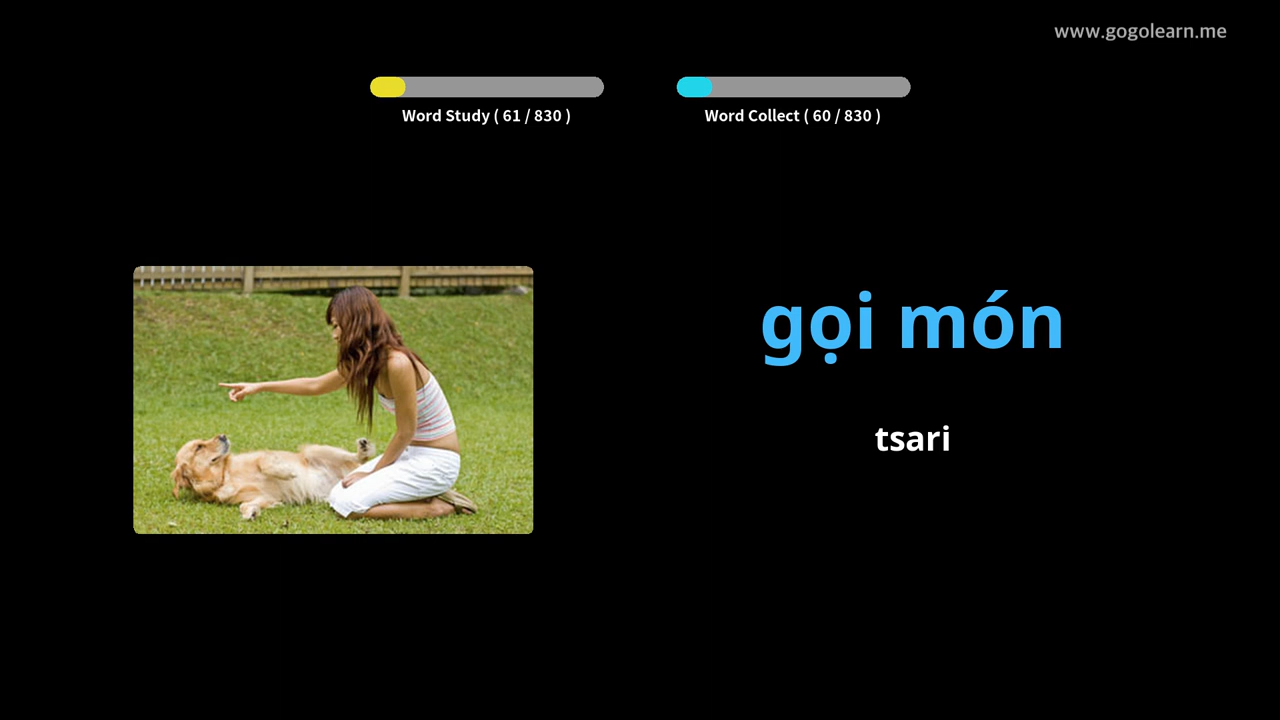 www.gogolearn.me
Word Study ( 61 / 830 )
Word Collect ( 60 / 830 )
gọi món
tsari